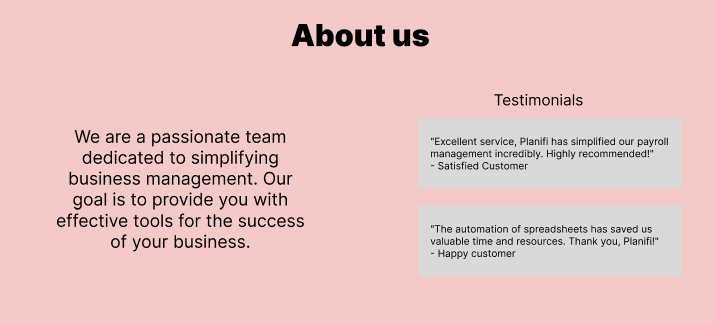 About us
We are a passionate team
dedicated to simplifying
business management. Our
goal is to provide you with
effective tools for the success
of your business.
Testimonials
"Excellent service, Planifi has simplified our payroll
management incredibly. Highly recommended!"
- Satisfied Customer
"The automation of spreadsheets has saved us
valuable time and resources. Thank you, Planifi!"
- Happy customer